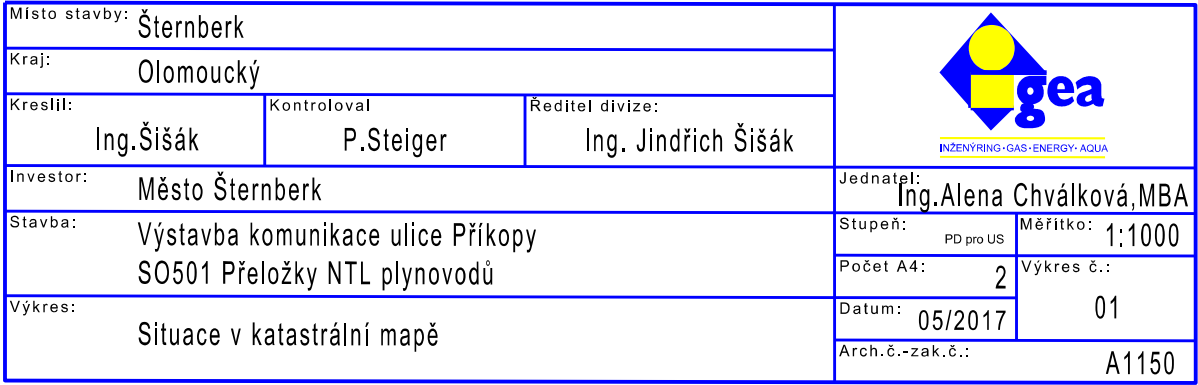 Místo stavby: Šternberk
Kraj: Olomoucký
Kreslil: Ing.Šišák
Kontroloval P.Steiger
Ředitel divize: Ing. Jindřich Šišák
Investor: Město Šternberk
Stavba: Výstavba komunikace ulice Příkopy
SO501 Přeložky NTL plynovodů
Výkres: Situace v katastrální mapě
igea
INŽENÝRING·GAS·ENERGY·AQUA
Jednatel: Ing.Alena Chválková,MBA
Stupeň: PD pro US
Měřítko: 1:1000
Počet A4: 2
Výkres č.: 01
Datum: 05/2017
Arch.č.-zak.č.: A1150